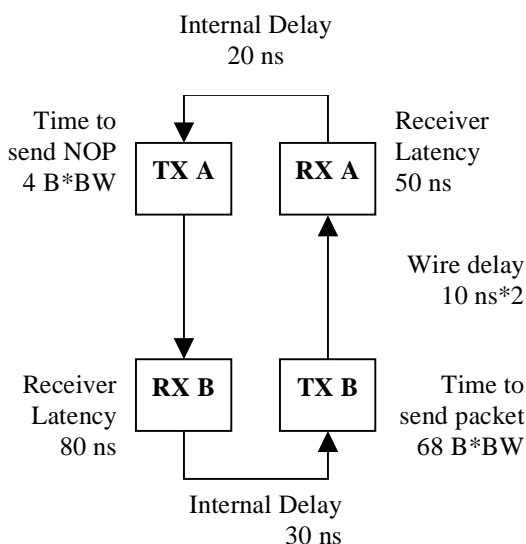 Internal Delay
20 ns
Time to
send NOP
4 B*BW
TX A
RX A
Receiver
Latency
50 ns
Wire delay
10 ns*2
Receiver
Latency
80 ns
RX B
TX B
Time to
send packet
68 B*BW
Internal Delay
30 ns